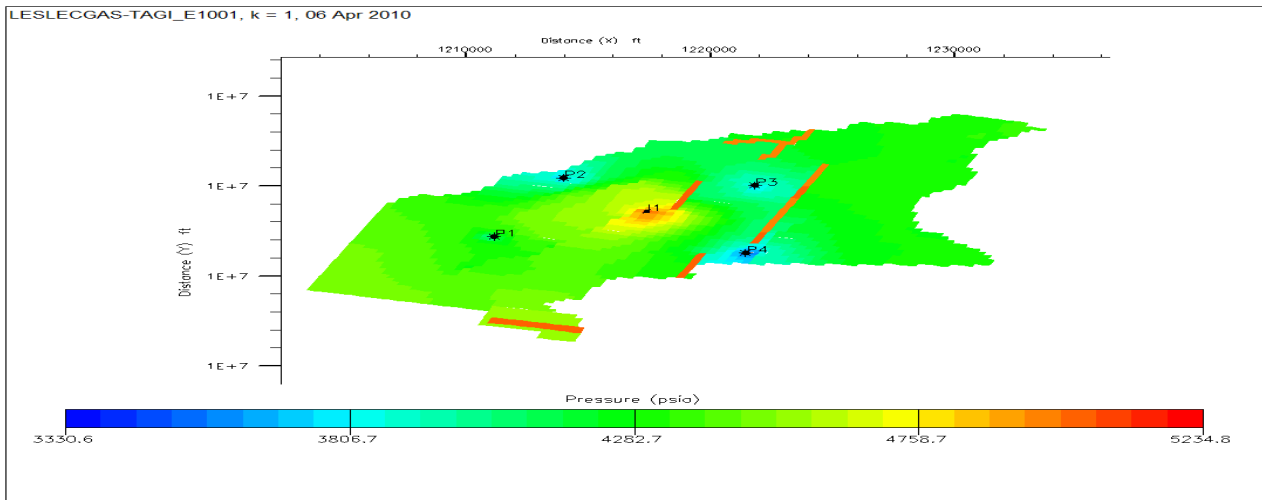 LESLECGAS-TAGI_E1001, k = 1, 06 Apr 2010
Distance (X) ft
1210000 1220000 1230000
1E+7
P2
P3
1E+7
I1
P1
P4
Distance (Y) ft
1E+7
1E+7
Pressure (psia)
3330.6 3806.7 4282.7 4758.7 5234.8